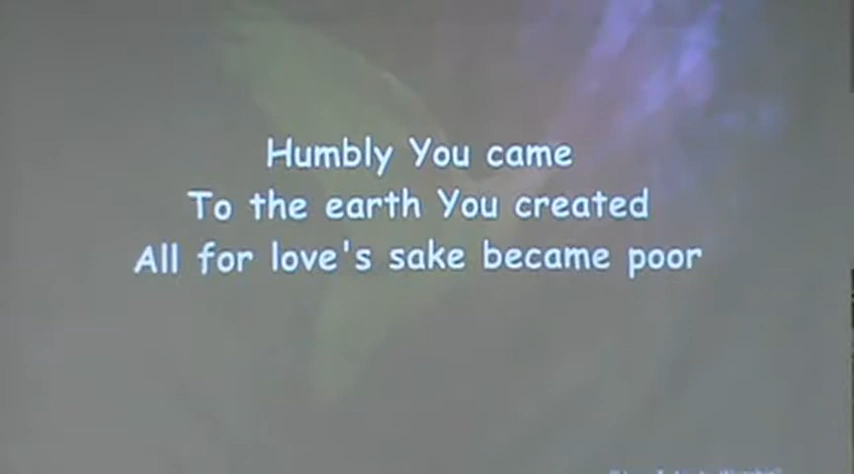 Humbly You came
To the earth You created
All for love's sake became poor